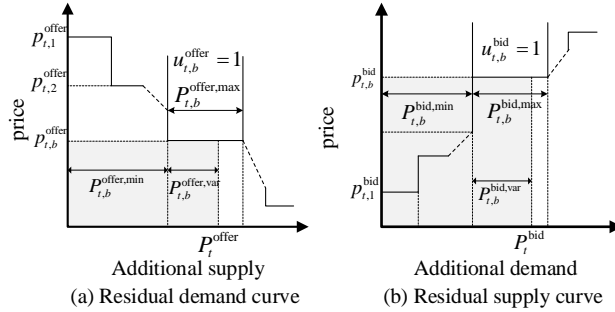 price
p_{t,1}^{offer}
p_{t,2}^{offer}
p_{t,b}^{offer}
u_{t,b}^{offer} = 1
P_{t,b}^{offer,max}
P_{t,b}^{offer,min}
P_{t,b}^{offer,var}
P_t^{offer}
Additional supply
(a) Residual demand curve
price
p_{t,b}^{bid}
p_{t,1}^{bid}
u_{t,b}^{bid} = 1
P_{t,b}^{bid,min}
P_{t,b}^{bid,max}
P_{t,b}^{bid,var}
P_t^{bid}
Additional demand
(b) Residual supply curve